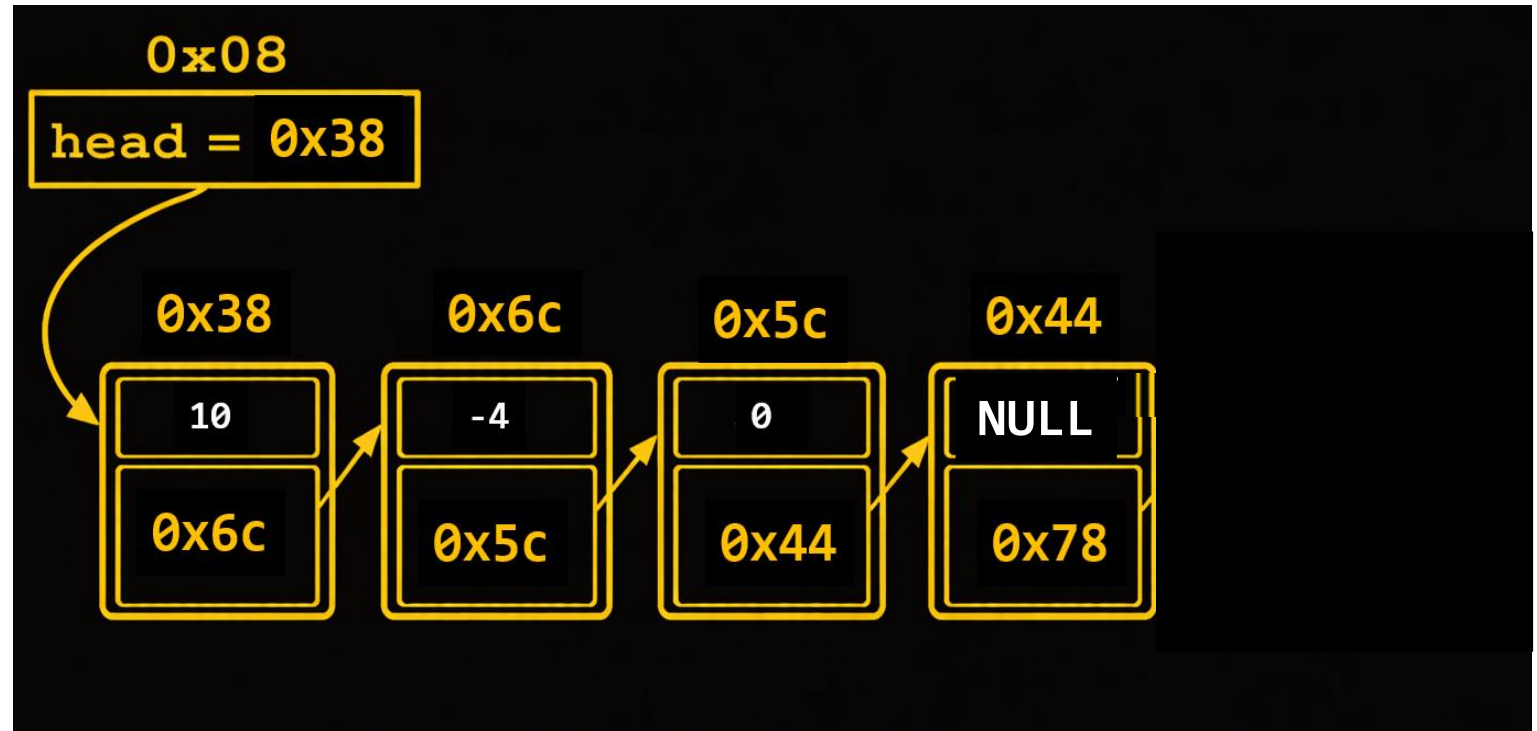 0x08
head = 0x38
0x38 0x6c 0x5c 0x44
10 -4 0 NULL
0x6c 0x5c 0x44 0x78